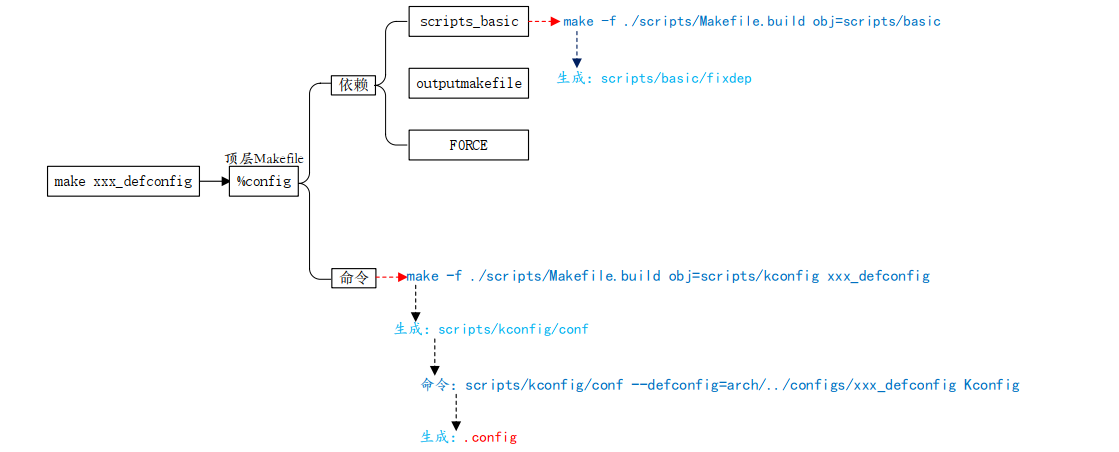 scripts_basic
make -f ./scripts/Makefile.build obj=scripts/basic
生成：scripts/basic/fixdep
依赖
outputmakefile
FORCE
顶层Makefile
make xxx_defconfig
%config
命令
make -f ./scripts/Makefile.build obj=scripts/kconfig xxx_defconfig
生成：scripts/kconfig/conf
命令：scripts/kconfig/conf --defconfig=arch/../configs/xxx_defconfig Kconfig
生成：.config